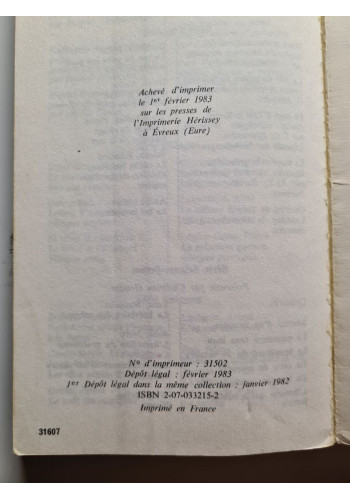 Achevé d'imprimer
le 1er février 1983
sur les presses de
l'Imprimerie Hérissey
à Évreux (Eure)
No d'imprimeur : 31502
Dépôt légal : février 1983
1er Dépôt légal dans la même collection : janvier 1982
ISBN 2-07-033215-2
Imprimé en France
31607